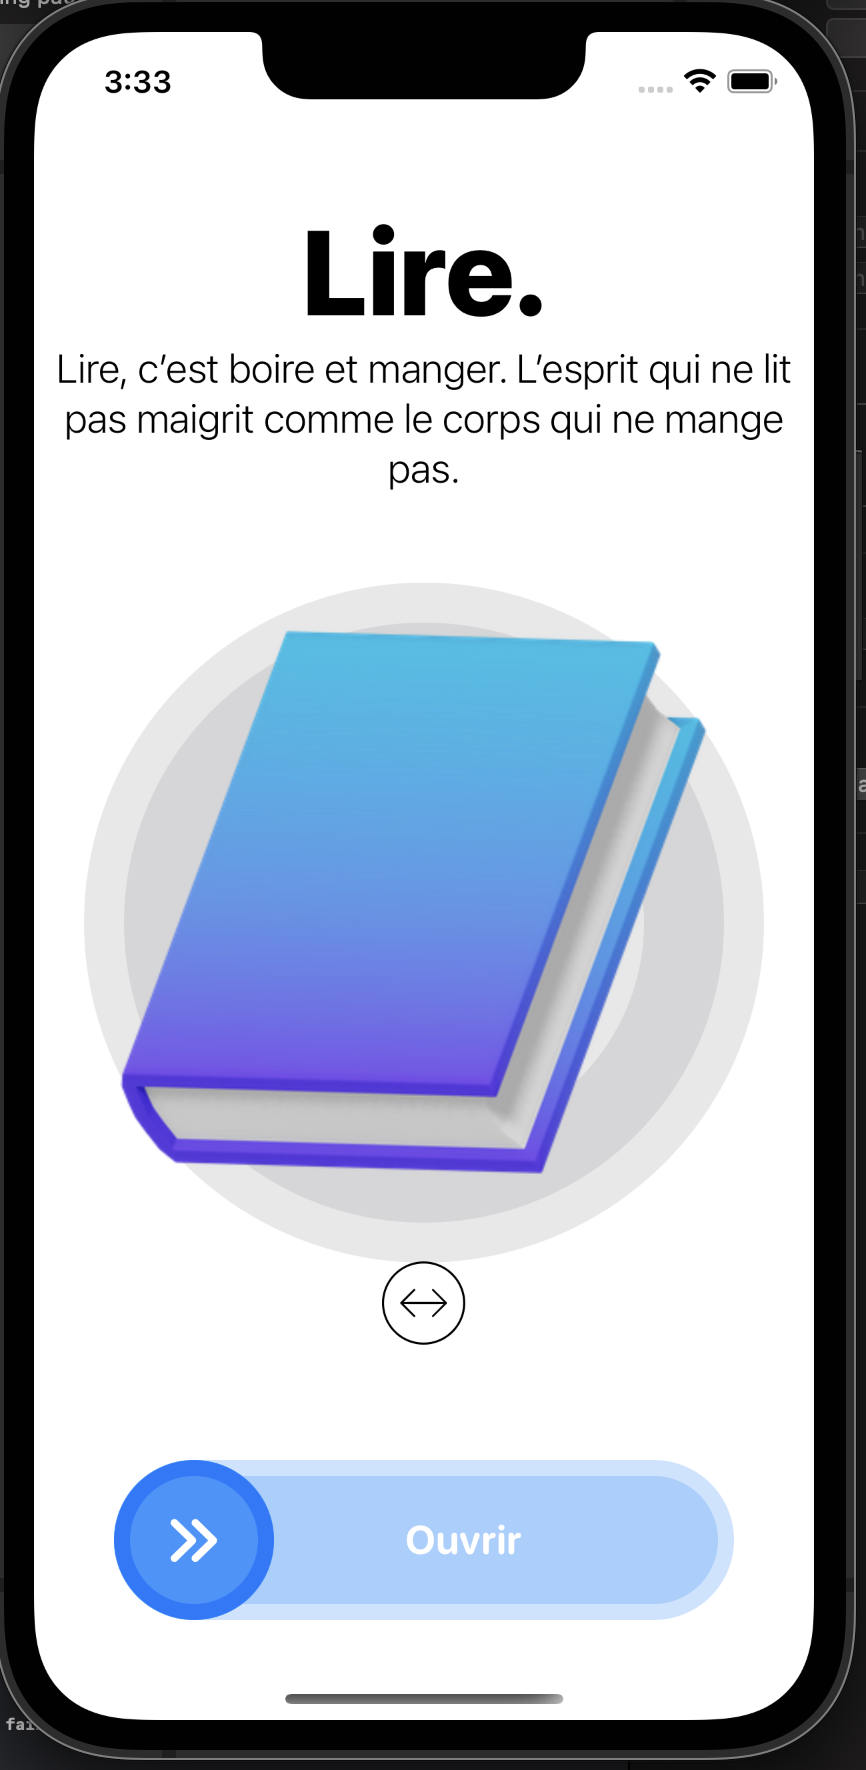 3:33
Lire.
Lire, c’est boire et manger. L’esprit qui ne lit
pas maigrit comme le corps qui ne mange
pas.
Ouvrir